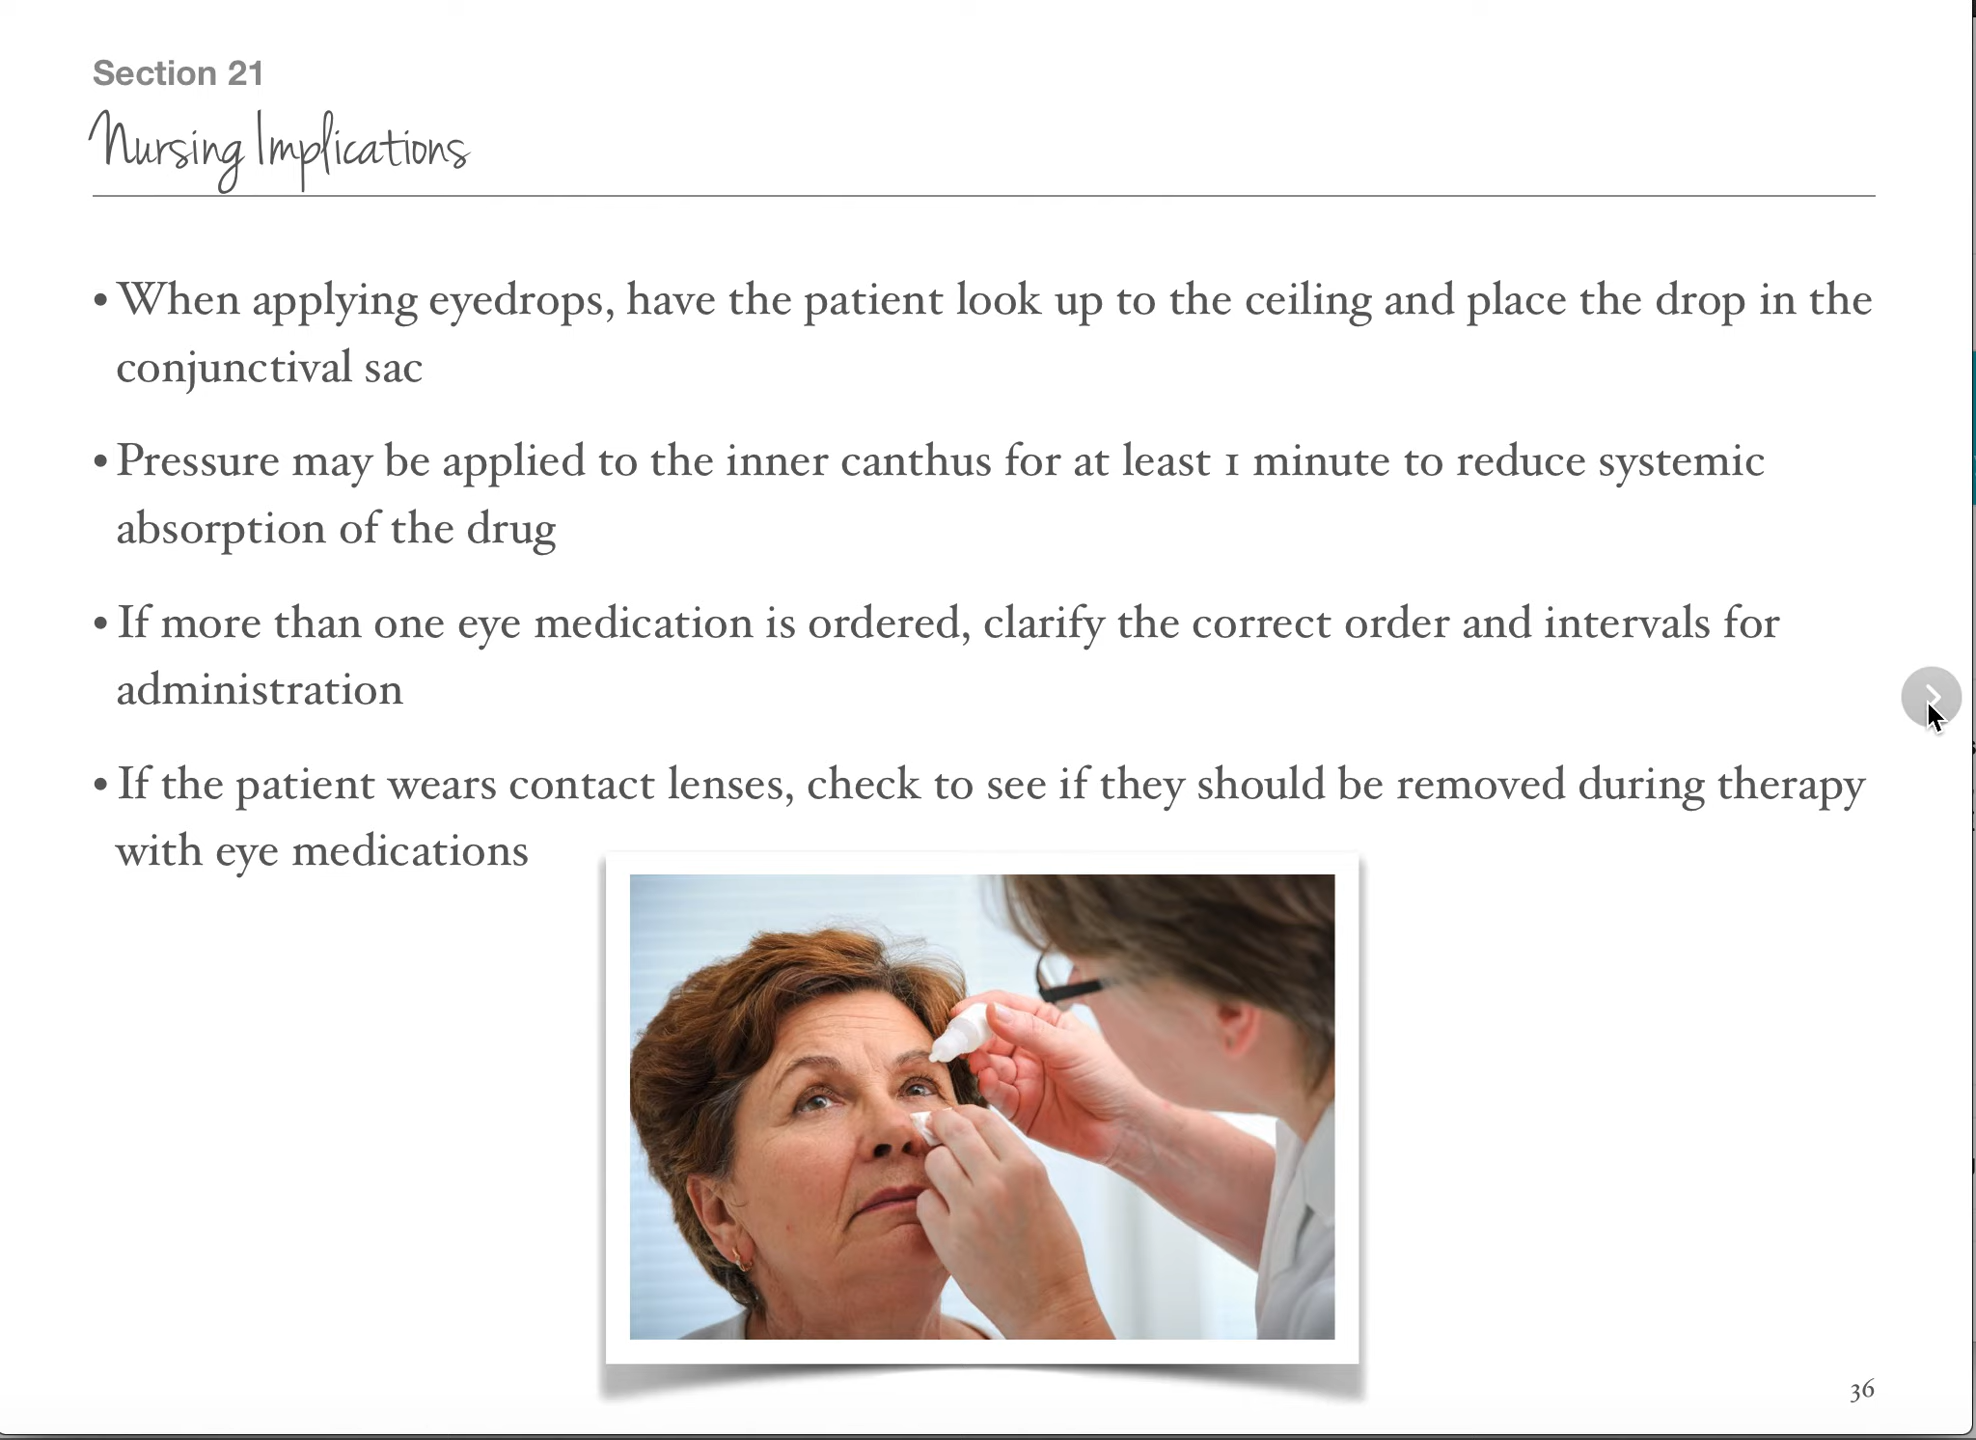 Section 21
Nursing Implications
• When applying eyedrops, have the patient look up to the ceiling and place the drop in the
conjunctival sac
• Pressure may be applied to the inner canthus for at least 1 minute to reduce systemic
absorption of the drug
• If more than one eye medication is ordered, clarify the correct order and intervals for
administration
• If the patient wears contact lenses, check to see if they should be removed during therapy
with eye medications
36